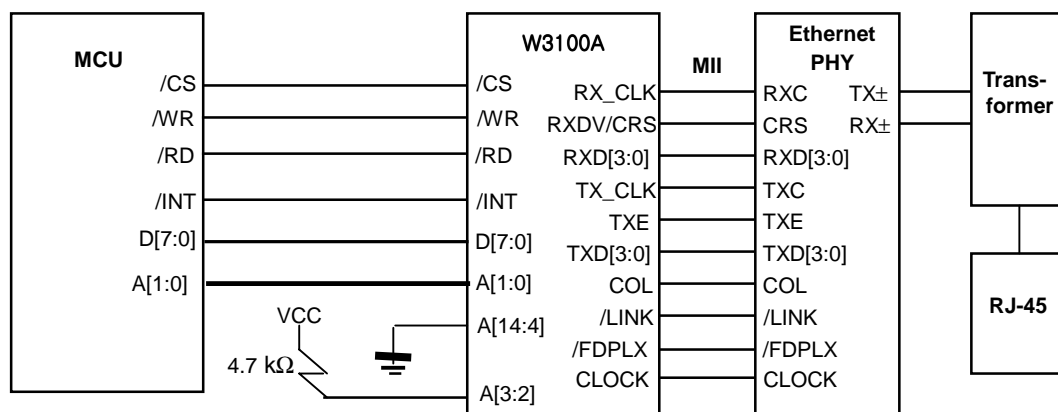 MCU
/CS
/WR
/RD
/INT
D[7:0]
A[1:0]
VCC
4.7 kΩ
W3100A
/CS
/WR
/RD
/INT
D[7:0]
A[1:0]
A[14:4]
A[3:2]
RX_CLK
RXDV/CRS
RXD[3:0]
TX_CLK
TXE
TXD[3:0]
COL
/LINK
/FDPLX
CLOCK
MII
Ethernet
PHY
RXC
CRS
RXD[3:0]
TXC
TXE
TXD[3:0]
COL
/LINK
/FDPLX
CLOCK
TX±
RX±
Trans-
former
RJ-45